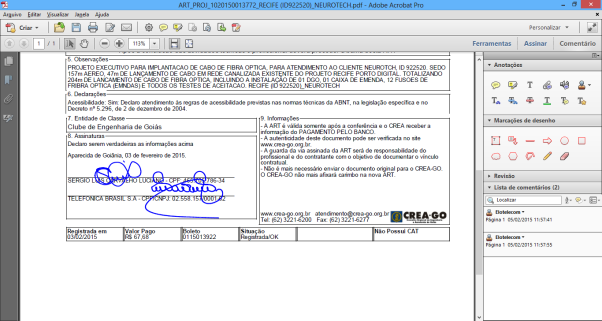 ART_PROJ_1020150013772_RECIFE (ID922520)_NEUROTECH.pdf - Adobe Acrobat Pro
Arquivo Editar Visualizar Janela Ajuda
Criar
Personalizar
1 / 1 113% Ferramentas Assinar Comentário
5. Observações
PROJETO EXECUTIVO PARA IMPLANTACAO DE CABO DE FIBRA OPTICA, PARA ATENDIMENTO AO CLIENTE NEUROTCH, ID 922520. SEDO
157m AEREO, 47m DE LANÇAMENTO DE CABO EM REDE CANALIZADA EXISTENTE DO PROJETO RECIFE PORTO DIGITAL. TOTALIZANDO
204m DE LANCAMENTO DE CABO DE FIBRA OPTICA, INCLUINDO A INSTALAÇÃO DE 01 DGO, 01 CAIXA DE EMENDA, 12 FUSOES DE
FRIBRA OPTICA (EMNDAS) E TODOS OS TESTES DE ACEITACAO. RECIFE (ID 922520)_NEUROTECH
6. Declarações
Acessibilidade: Sim: Declaro atendimento às regras de acessibilidade previstas nas normas técnicas da ABNT, na legislação específica e no
Decreto nº 5.296, de 2 de dezembro de 2004.
7. Entidade de Classe
Clube de Engenharia de Goiás
8. Assinaturas
Declaro serem verdadeiras as informações acima
Aparecida de Goiânia, 03 de fevereiro de 2015.
SERGIO LUIS CARVALHO LUCIANO - CPF:
TELEFONICA BRASIL S.A - CPF/CNPJ: 02.558.157/0001-62
9. Informações
- A ART é válida somente após a conferência e o CREA receber a
informação do PAGAMENTO PELO BANCO.
- A autenticidade deste documento pode ser verificada no site
www.crea-go.org.br.
- A guarda da via assinada da ART será de responsabilidade do
profissional e do contratante com o objetivo de documentar o vínculo
contratual.
- Não é mais necessário enviar o documento original para o CREA-GO.
O CREA-GO não mais afixará carimbo na nova ART.
www.crea-go.org.br atendimento@crea-go.org.br
Tel: (62) 3221-6200 Fax: (62) 3221-6277
CREA-GO
Registrada em
03/02/2015
Valor Pago
R$ 67,68
Boleto
0115013922
Situação
Registrada/OK
Não Possui CAT
Anotações
Marcações de desenho
Revisão
Lista de comentários (2)
Localizar
Dotelecom
Página 1 05/02/2015 11:57:41
Dotelecom
Página 1 05/02/2015 11:57:55